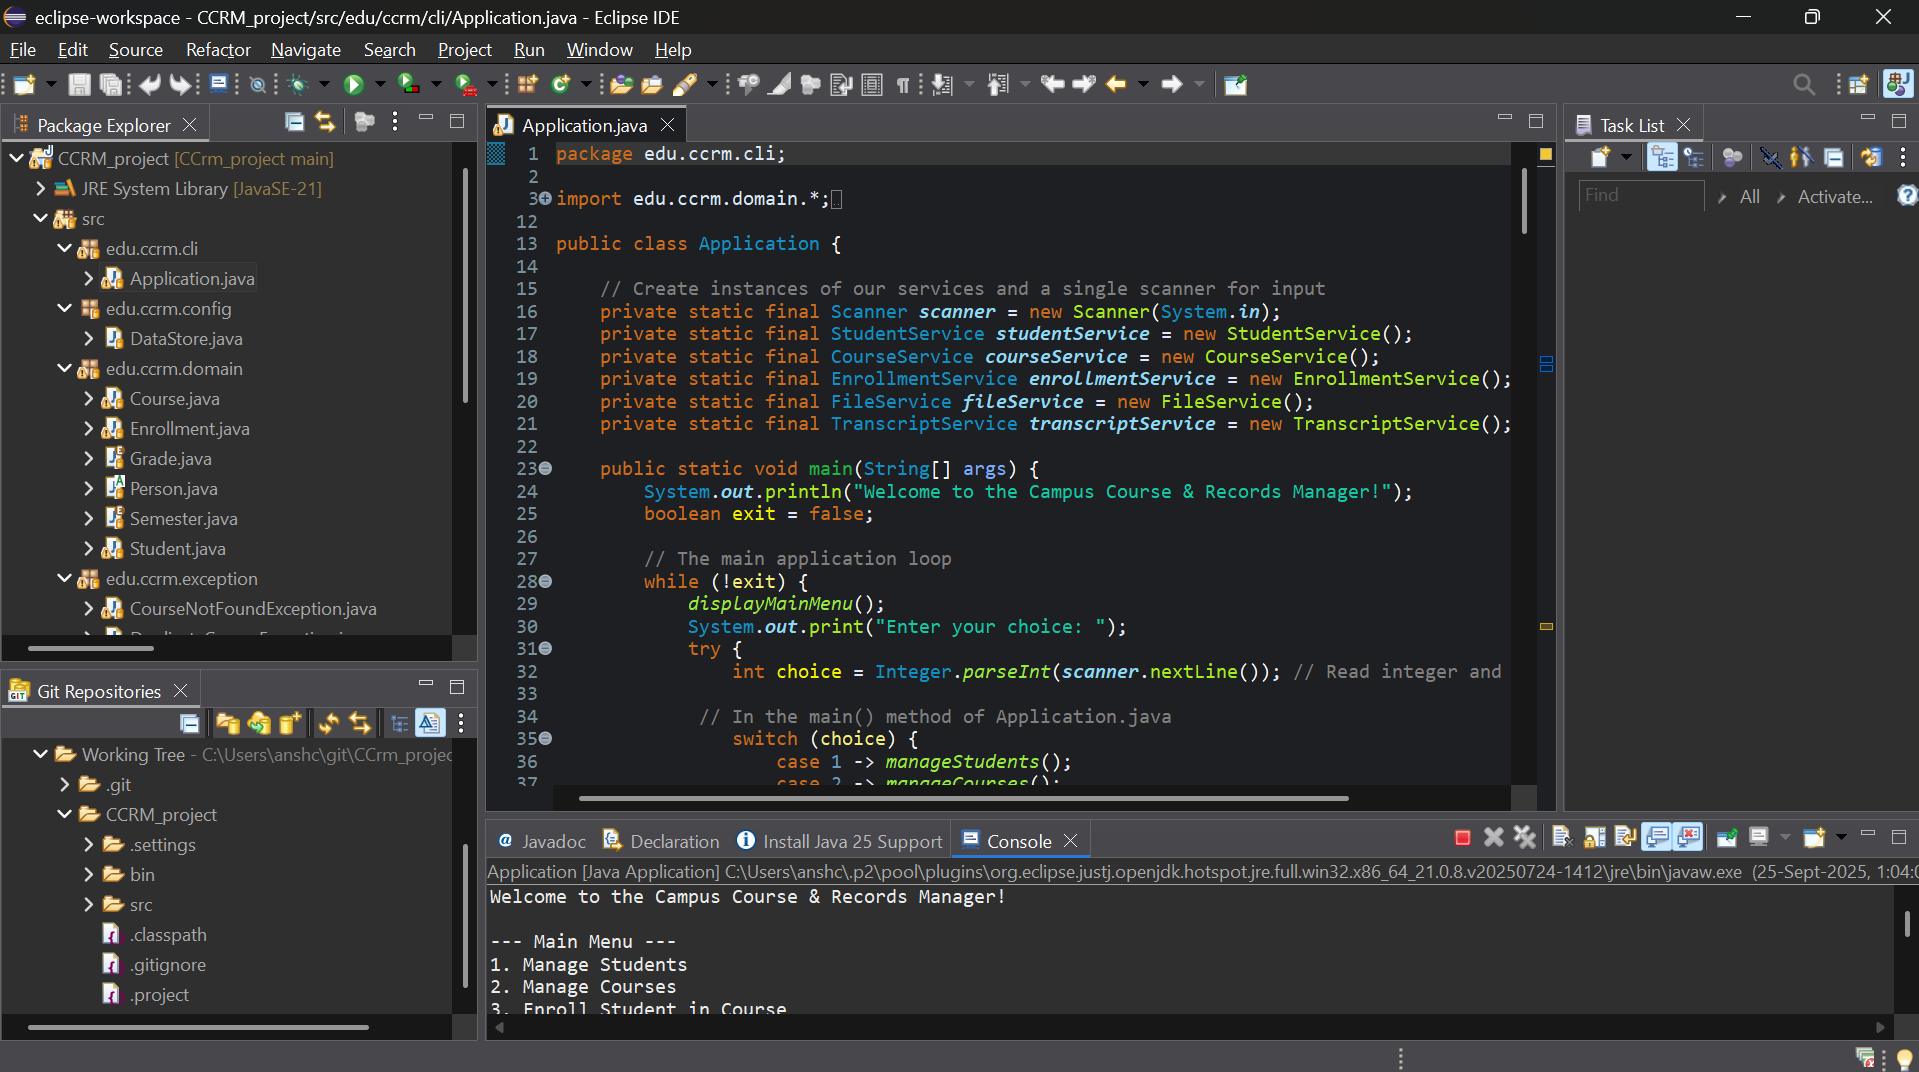 eclipse-workspace - CCRM_project/src/edu/ccrm/cli/Application.java - Eclipse IDE
File Edit Source Refactor Navigate Search Project Run Window Help
Package Explorer
CCRM_project [CCrm_project main]
JRE System Library [JavaSE-21]
src
edu.ccrm.cli
Application.java
edu.ccrm.config
DataStore.java
edu.ccrm.domain
Course.java
Enrollment.java
Grade.java
Person.java
Semester.java
Student.java
edu.ccrm.exception
CourseNotFoundException.java
Git Repositories
Working Tree - C:\Users\anshc\git\CCrm_projec
.git
CCRM_project
.settings
bin
src
.classpath
.gitignore
.project
Application.java
1 package edu.ccrm.cli;
2
3 import edu.ccrm.domain.*;
12
13 public class Application {
14
15 // Create instances of our services and a single scanner for input
16 private static final Scanner scanner = new Scanner(System.in);
17 private static final StudentService studentService = new StudentService();
18 private static final CourseService courseService = new CourseService();
19 private static final EnrollmentService enrollmentService = new EnrollmentService();
20 private static final FileService fileService = new FileService();
21 private static final TranscriptService transcriptService = new TranscriptService();
22
23 public static void main(String[] args) {
24 System.out.println("Welcome to the Campus Course & Records Manager!");
25 boolean exit = false;
26
27 // The main application loop
28 while (!exit) {
29 displayMainMenu();
30 System.out.print("Enter your choice: ");
31 try {
32 int choice = Integer.parseInt(scanner.nextLine()); // Read integer and
33
34 // In the main() method of Application.java
35 switch (choice) {
36 case 1 -> manageStudents();
37 case 2 -> manageCourses();
Task List
Find All Activate...
Javadoc Declaration Install Java 25 Support Console
Application [Java Application] C:\Users\anshc\.p2\pool\plugins\org.eclipse.justj.openjdk.hotspot.jre.full.win32.x86_64_21.0.8.v20250724-1412\jre\bin\javaw.exe (25-Sept-2025, 1:04:0
Welcome to the Campus Course & Records Manager!
--- Main Menu ---
1. Manage Students
2. Manage Courses
3. Enroll Student in Course